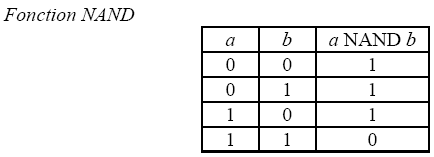 Fonction NAND
a b a NAND b
0 0 1
0 1 1
1 0 1
1 1 0